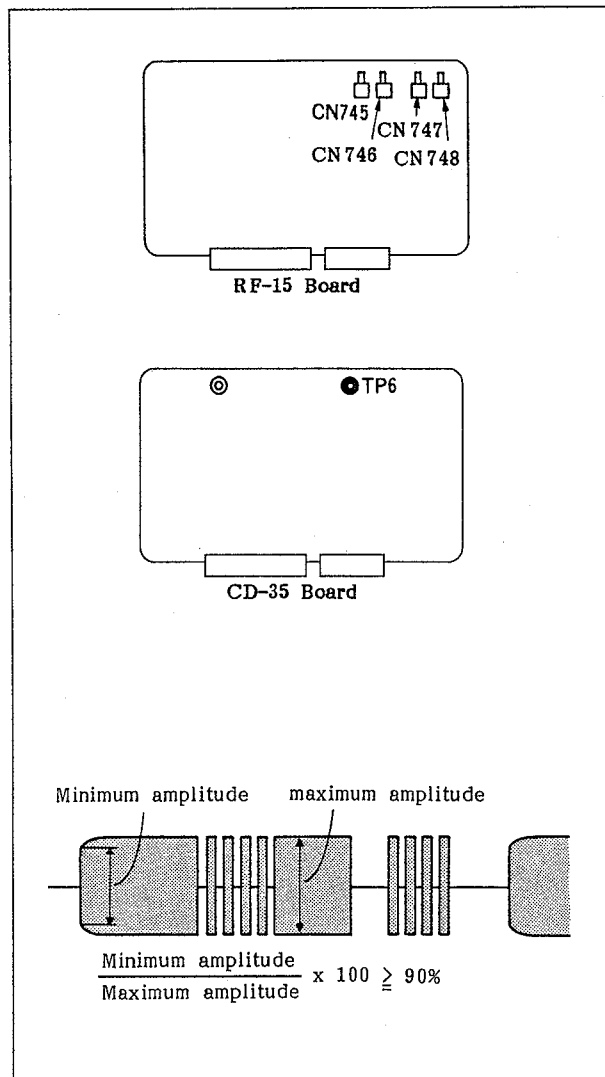 CN745
CN747
CN746
CN748
RF-15 Board
TP6
CD-35 Board
Minimum amplitude
maximum amplitude
Minimum amplitude
Maximum amplitude
x 100 ≧ 90%